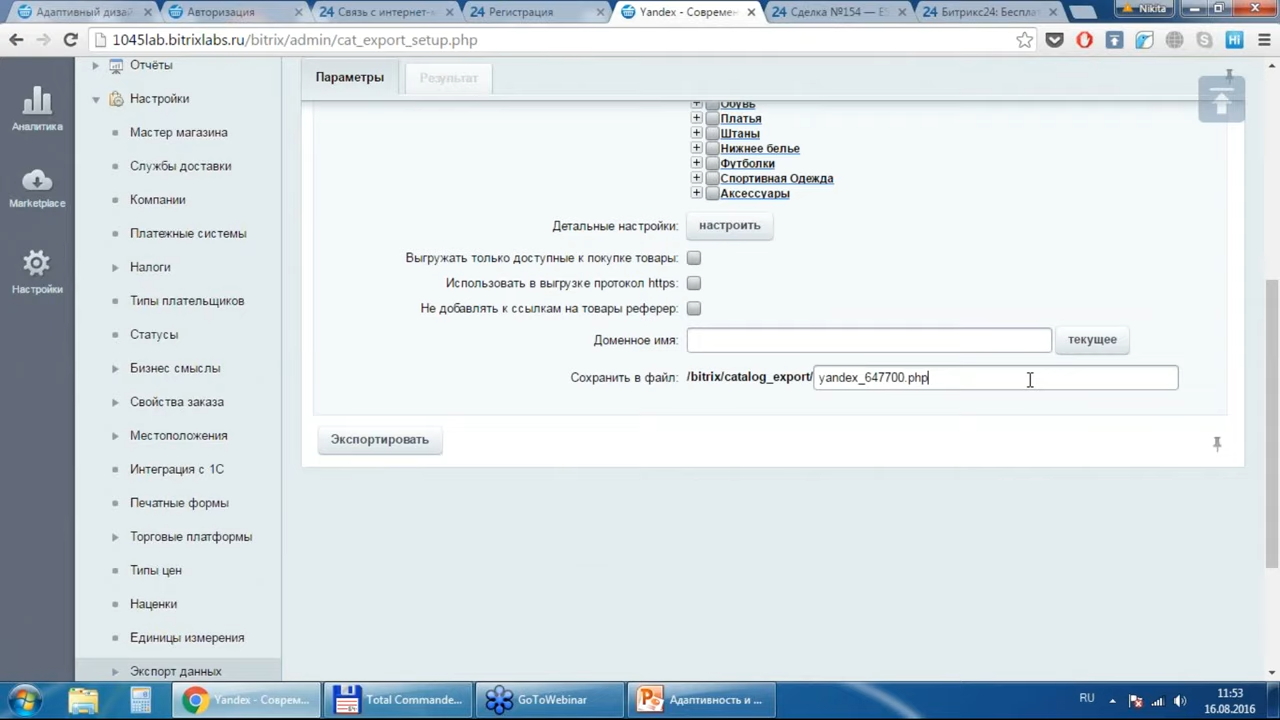 Адаптивный дизай
Авторизация
24 Связь с интернет-м
24 Регистрация
Yandex - Современ
24 Сделка №154 — E
24 Битрикс24: Беспла
Nikita
1045lab.bitrixlabs.ru/bitrix/admin/cat_export_setup.php
Hi
Аналитика
Marketplace
Настройки
Отчёты
Настройки
Мастер магазина
Службы доставки
Компании
Платежные системы
Налоги
Типы плательщиков
Статусы
Бизнес смыслы
Свойства заказа
Местоположения
Интеграция с 1С
Печатные формы
Торговые платформы
Типы цен
Наценки
Единицы измерения
Экспорт данных
Параметры
Результат
Обувь
Платья
Штаны
Нижнее белье
Футболки
Спортивная Одежда
Аксессуары
Детальные настройки: настроить
Выгружать только доступные к покупке товары:
Использовать в выгрузке протокол https:
Не добавлять к ссылкам на товары реферер:
Доменное имя: текущее
Сохранить в файл: /bitrix/catalog_export/ yandex_647700.php
Экспортировать
Yandex - Соврем...
Total Commande...
GoToWebinar
Адаптивность и ...
RU
11:53
16.08.2016